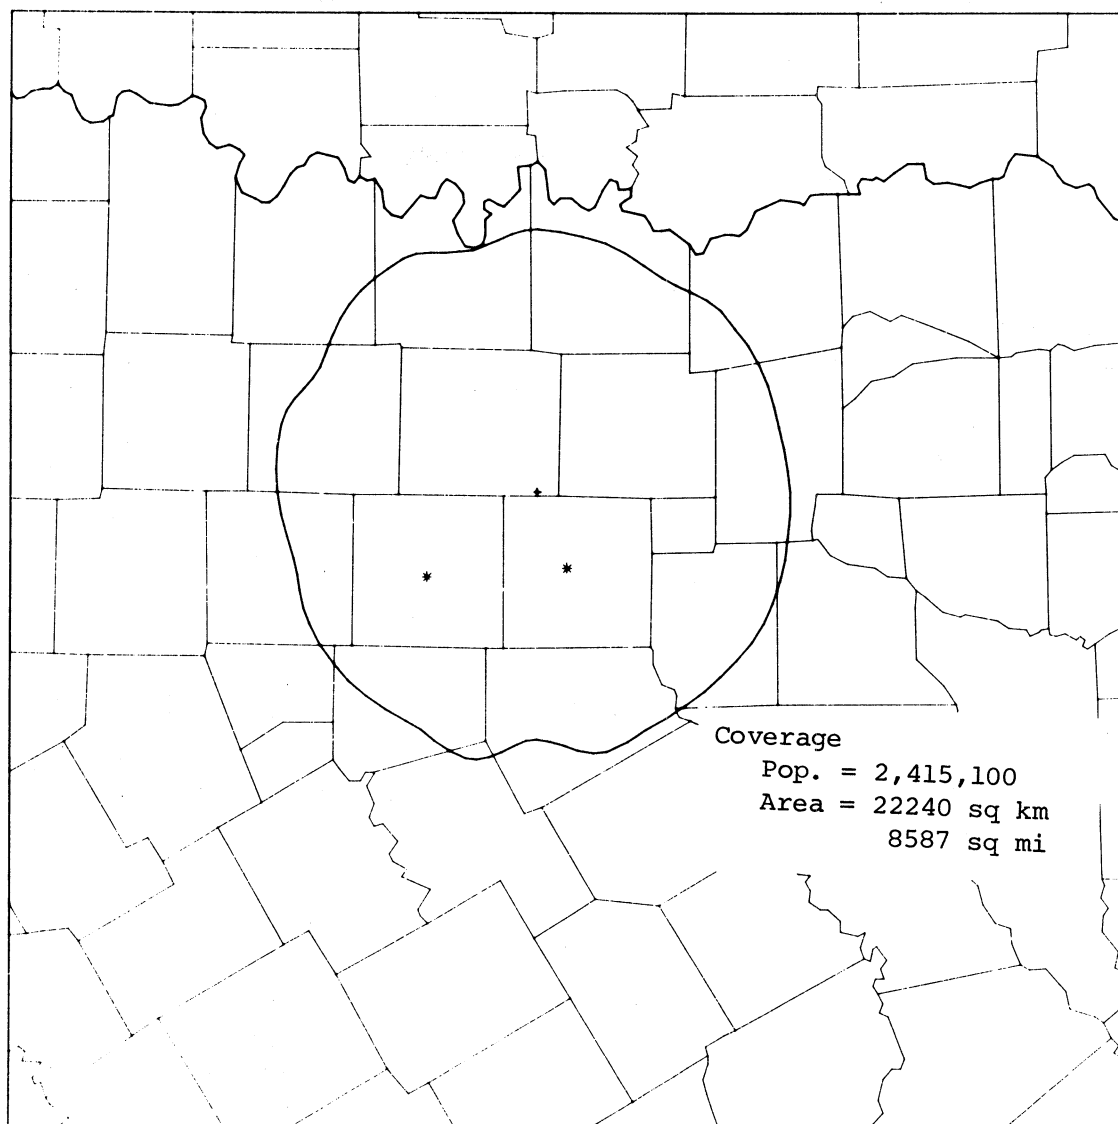 Coverage
Pop. = 2,415,100
Area = 22240 sq km
8587 sq mi